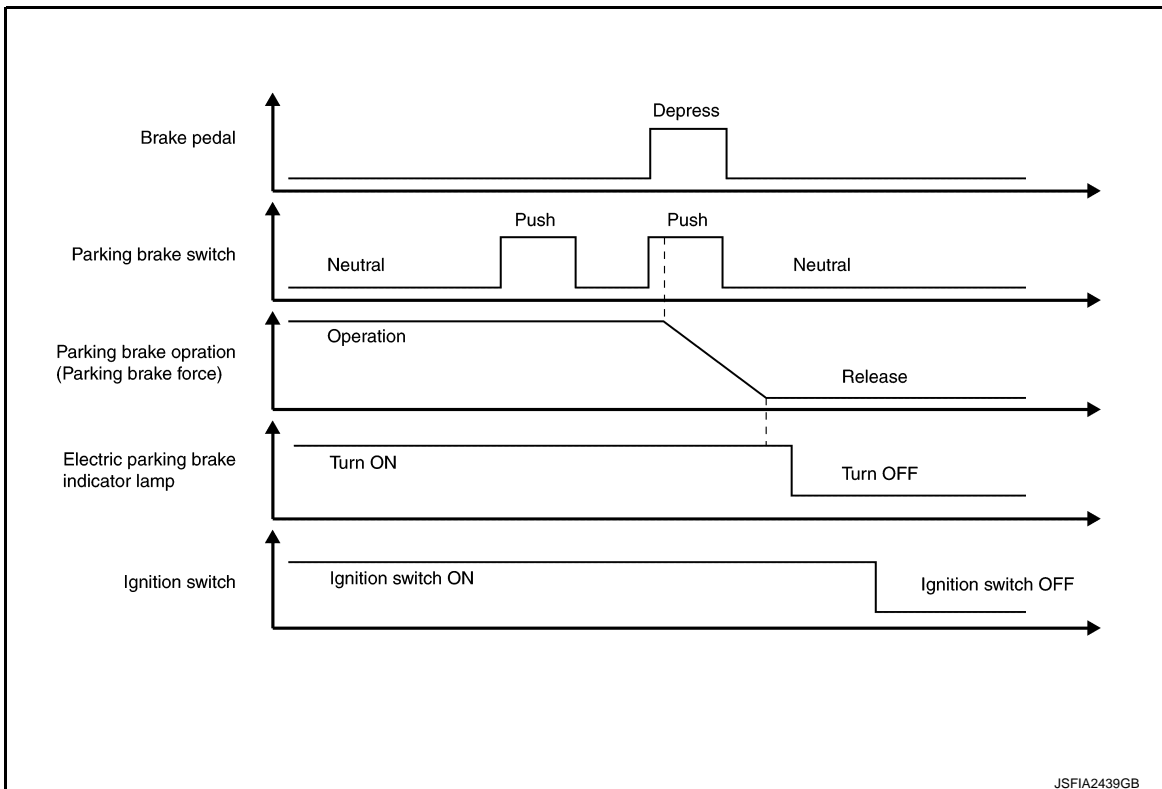 Depress
Brake pedal
Push
Push
Parking brake switch
Neutral
Neutral
Operation
Parking brake opration
(Parking brake force)
Release
Electric parking brake
indicator lamp
Turn ON
Turn OFF
Ignition switch
Ignition switch ON
Ignition switch OFF
JSFIA2439GB